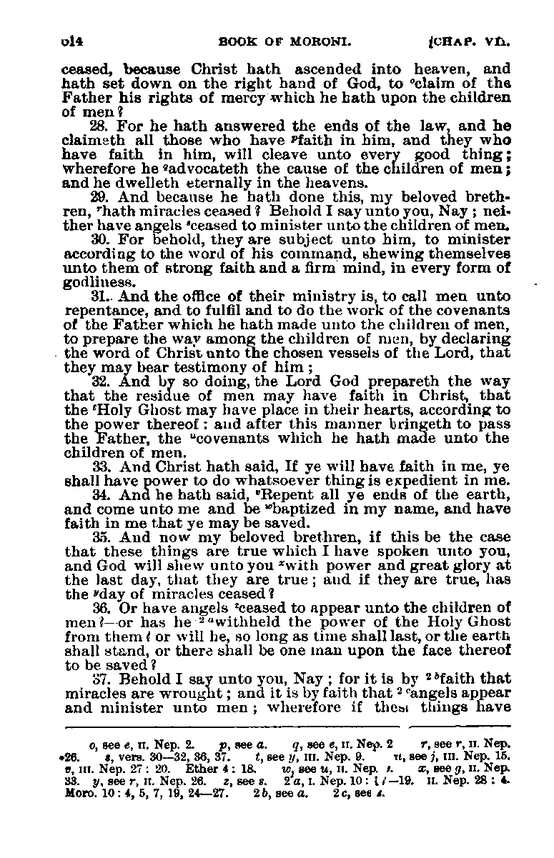 514 BOOK OF MORONI. [CHAP. VII.
ceased, because Christ hath ascended into heaven, and
hath set down on the right hand of God, to °claim of the
Father his rights of mercy which he hath upon the children
of men?
28. For he hath answered the ends of the law, and he
claimeth all those who have ᵖfaith in him, and they who
have faith in him, will cleave unto every good thing;
wherefore he ᑫadvocateth the cause of the children of men;
and he dwelleth eternally in the heavens.
29. And because he hath done this, my beloved breth-
ren, ʳhath miracles ceased? Behold I say unto you, Nay; nei-
ther have angels ˢceased to minister unto the children of men.
30. For behold, they are subject unto him, to minister
according to the word of his command, shewing themselves
unto them of strong faith and a firm mind, in every form of
godliness.
31. And the office of their ministry is, to call men unto
repentance, and to fulfil and to do the work of the covenants
of the Father which he hath made unto the children of men,
to prepare the way among the children of men, by declaring
the word of Christ unto the chosen vessels of the Lord, that
they may bear testimony of him;
32. And by so doing, the Lord God prepareth the way
that the residue of men may have faith in Christ, that
the ᵗHoly Ghost may have place in their hearts, according to
the power thereof: and after this manner bringeth to pass
the Father, the ᵘcovenants which he hath made unto the
children of men.
33. And Christ hath said, If ye will have faith in me, ye
shall have power to do whatsoever thing is expedient in me.
34. And he hath said, ᵛRepent all ye ends of the earth,
and come unto me and be ʷbaptized in my name, and have
faith in me that ye may be saved.
35. And now my beloved brethren, if this be the case
that these things are true which I have spoken unto you,
and God will shew unto you ˣwith power and great glory at
the last day, that they are true; and if they are true, has
the ʸday of miracles ceased?
36. Or have angels ᶻceased to appear unto the children of
men?—or has he ²ᵃwithheld the power of the Holy Ghost
from them? or will he, so long as time shall last, or the earth
shall stand, or there shall be one man upon the face thereof
to be saved?
37. Behold I say unto you, Nay; for it is by ²ᵇfaith that
miracles are wrought; and it is by faith that ²ᶜangels appear
and minister unto men; wherefore if these things have
o, see e, II. Nep. 2. p, see a. q, see e, II. Nep. 2 r, see r, II. Nep.
26. s, vers. 30—32, 36, 37. t, see y, III. Nep. 9. u, see j, III. Nep. 15.
v, III. Nep. 27: 20. Ether 4: 18. w, see u, II. Nep. x, see g, II. Nep.
33. y, see r, II. Nep. 26. z, see s. 2a, I. Nep. 10: 17—19. II. Nep. 28: 4.
Moro. 10: 4, 5, 7, 19, 24—27. 2b, see a. 2c, see s.